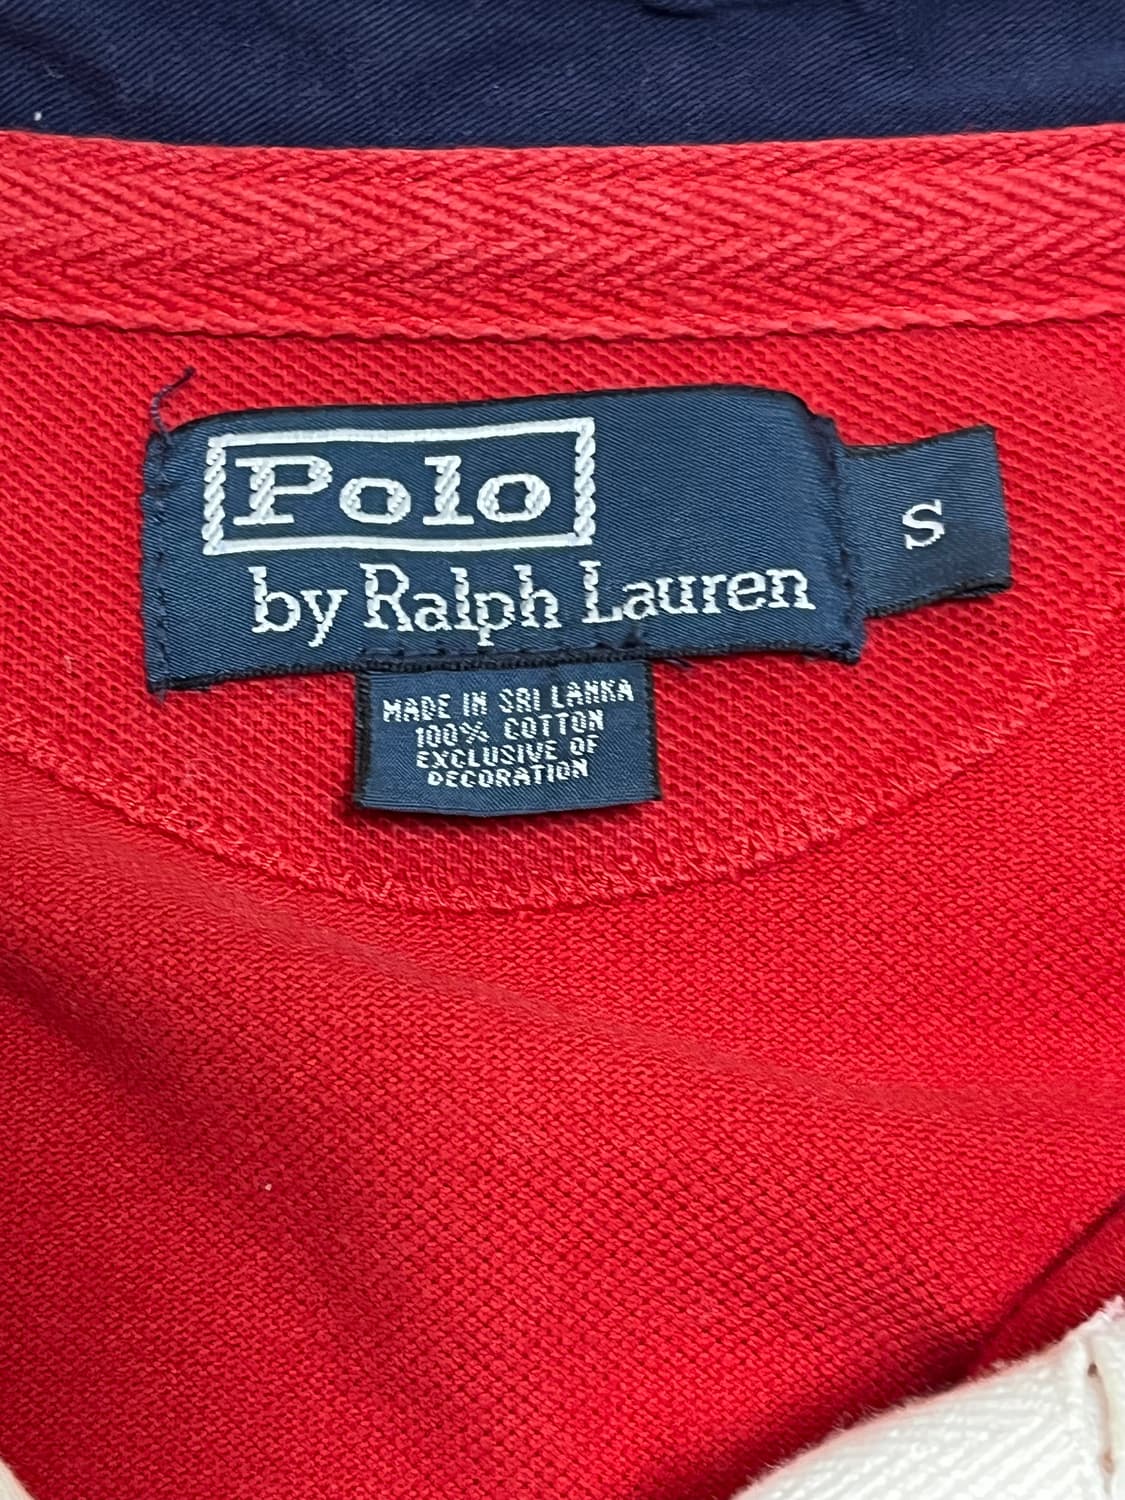 Polo
by Ralph Lauren
S
MADE IN SRI LANKA
100% COTTON
EXCLUSIVE OF
DECORATION